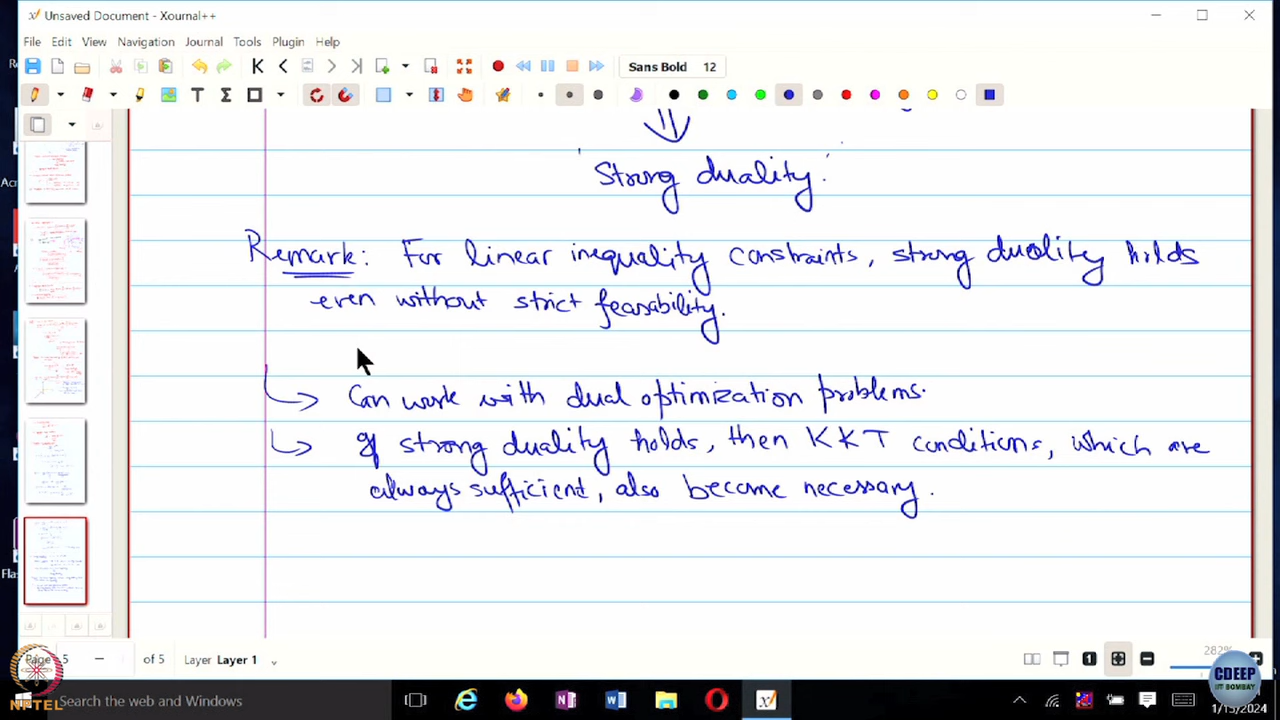 Unsaved Document - Xournal++
File Edit View Navigation Journal Tools Plugin Help
Sans Bold 12
Strong duality.
Remark: For linear inequality constraints, strong duality holds
even without strict feasability.
Can work with dual optimization problems.
If strong duality holds, then KKT conditions, which are
always sufficient, also become necessary.
Page 5 of 5 Layer Layer 1
282%
NPTEL
Search the web and Windows
CDEEP
IIT BOMBAY
1/15/2024